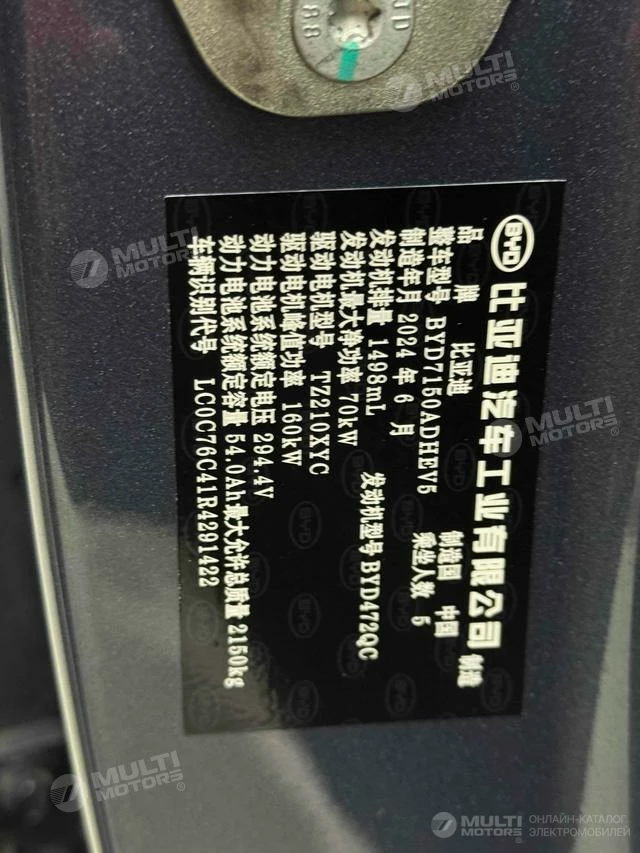 BYD 比亚迪汽车工业有限公司 制造
品 牌 比亚迪 制造国 中国
整车型号 BYD7150ADHEV5 乘坐人数 5
制造年月 2024 年 6 月
发动机排量 1498mL 发动机型号 BYD472QC
发动机最大净功率 70kW
驱动电机型号 TZ210XYC
驱动电机峰值功率 160kW
动力电池系统额定电压 294.4V
动力电池系统额定容量 54.0Ah最大允许总质量 2150kg
车辆识别代号 LC0C76C41R4291422
8.8
MULTI
MOTORS®
MULTI
MOTORS®
MULTI
MOTORS®
MULTI
MOTORS®
MULTI
MOTORS®
ОНЛАЙН-КАТАЛОГ
ЭЛЕКТРОМОБИЛЕЙ